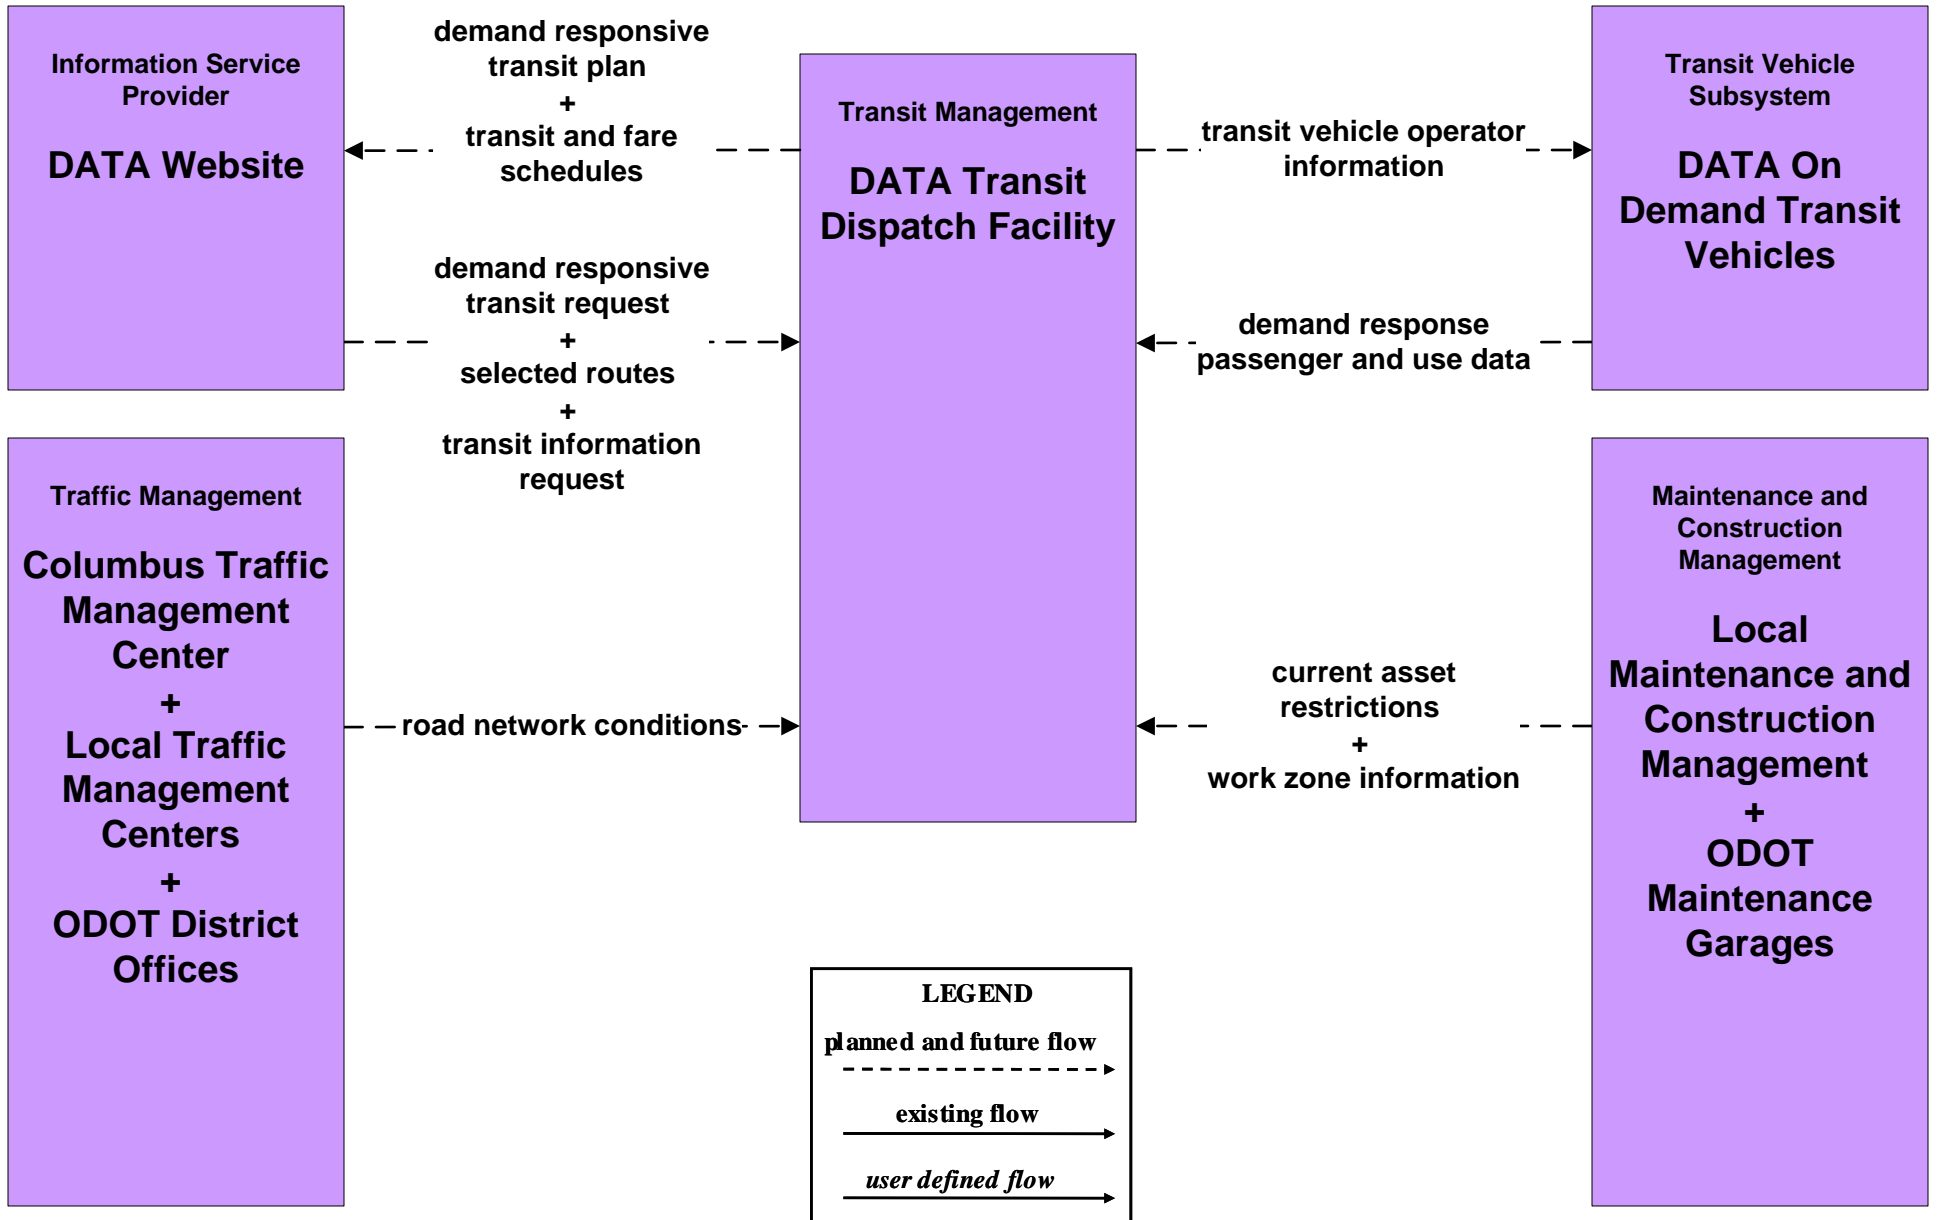 Information Service
Provider
DATA Website
demand responsive
transit plan
+
transit and fare
schedules
demand responsive
transit request
+
selected routes
+
transit information
request
Transit Management
DATA Transit
Dispatch Facility
transit vehicle operator
information
demand response
passenger and use data
Transit Vehicle
Subsystem
DATA On
Demand Transit
Vehicles
Traffic Management
Columbus Traffic
Management
Center
+
Local Traffic
Management
Centers
+
ODOT District
Offices
road network conditions
current asset
restrictions
+
work zone information
Maintenance and
Construction
Management
Local
Maintenance and
Construction
Management
+
ODOT
Maintenance
Garages
LEGEND
planned and future flow
existing flow
user defined flow